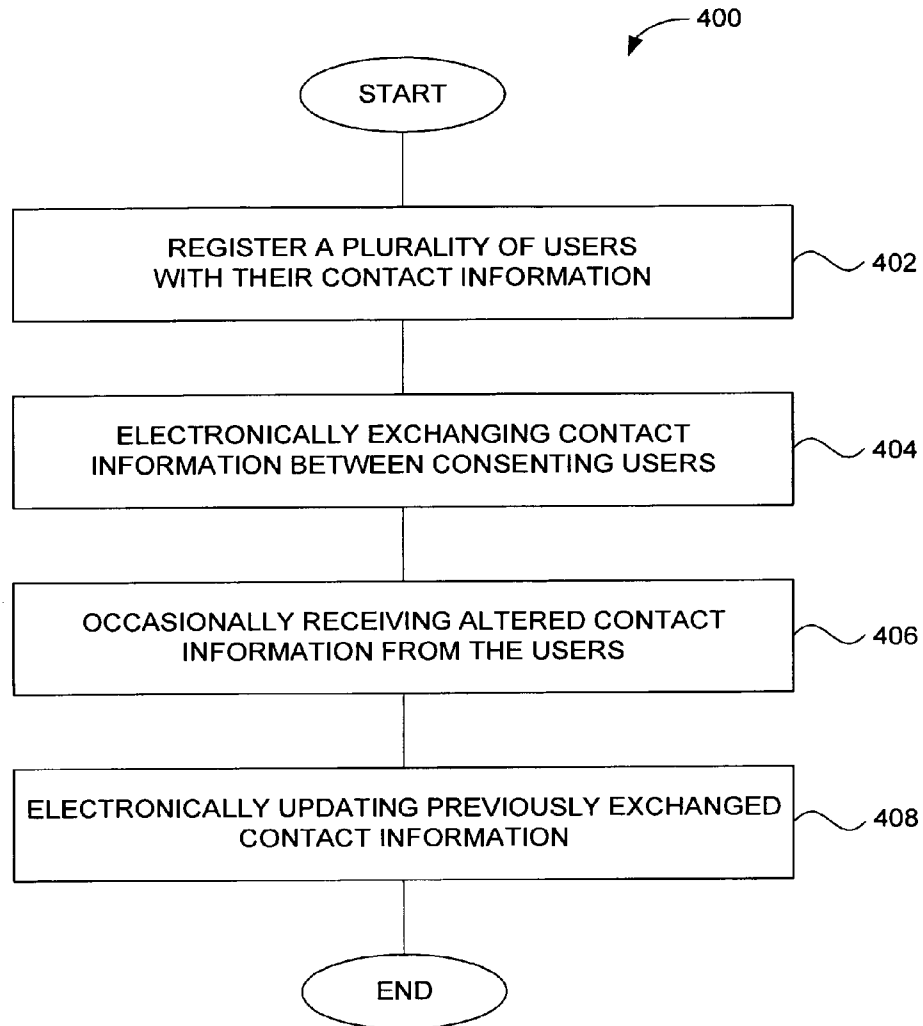 400
START
REGISTER A PLURALITY OF USERS
WITH THEIR CONTACT INFORMATION
402
ELECTRONICALLY EXCHANGING CONTACT
INFORMATION BETWEEN CONSENTING USERS
404
OCCASIONALLY RECEIVING ALTERED CONTACT
INFORMATION FROM THE USERS
406
ELECTRONICALLY UPDATING PREVIOUSLY EXCHANGED
CONTACT INFORMATION
408
END